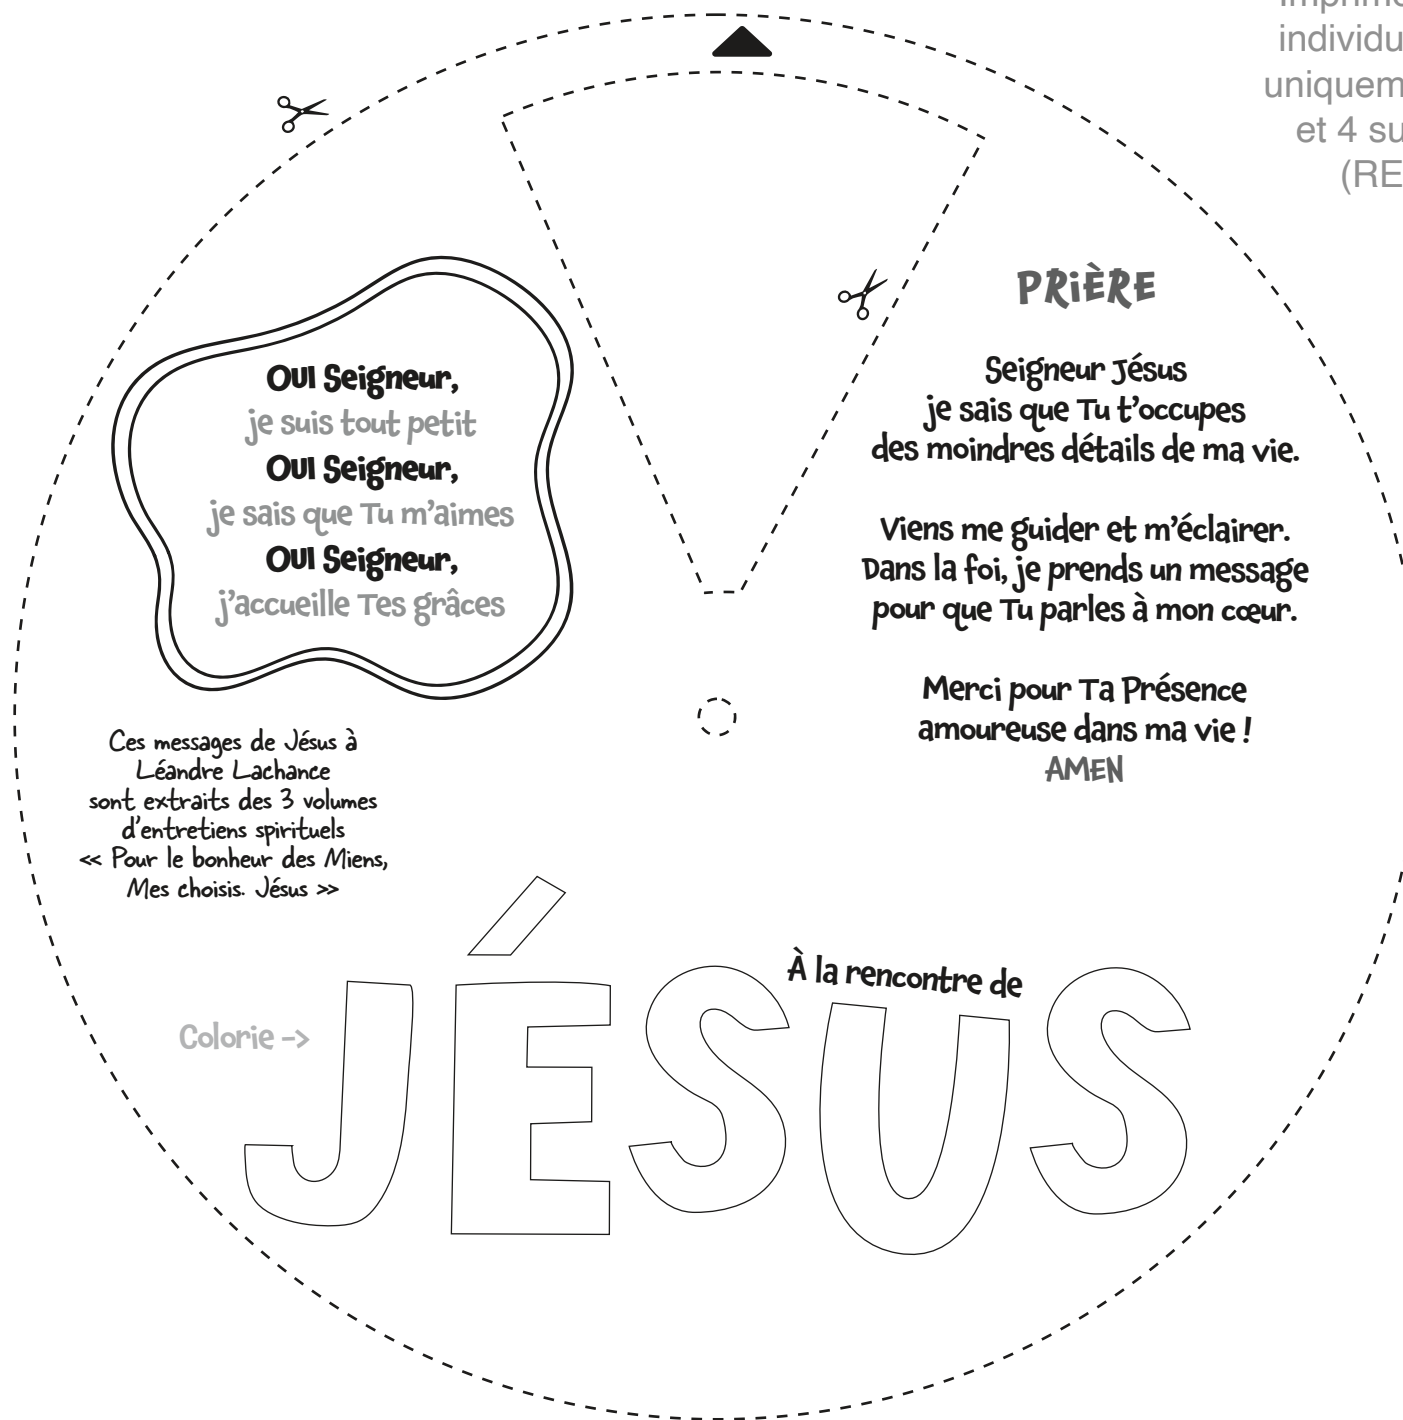 individu
uniquem
et 4 su
(RE
OUI Seigneur,
je suis tout petit
OUI Seigneur,
je sais que Tu m'aimes
OUI Seigneur,
j'accueille Tes grâces
PRIÈRE
Seigneur Jésus
je sais que Tu t'occupes
des moindres détails de ma vie.
Viens me guider et m'éclairer.
Dans la foi, je prends un message
pour que Tu parles à mon cœur.
Merci pour Ta Présence
amoureuse dans ma vie !
AMEN
Ces messages de Jésus à
Léandre Lachance
sont extraits des 3 volumes
d'entretiens spirituels
<< Pour le bonheur des Miens,
Mes choisis. Jésus >>
À la rencontre de
Colorie ->
JÉSUS